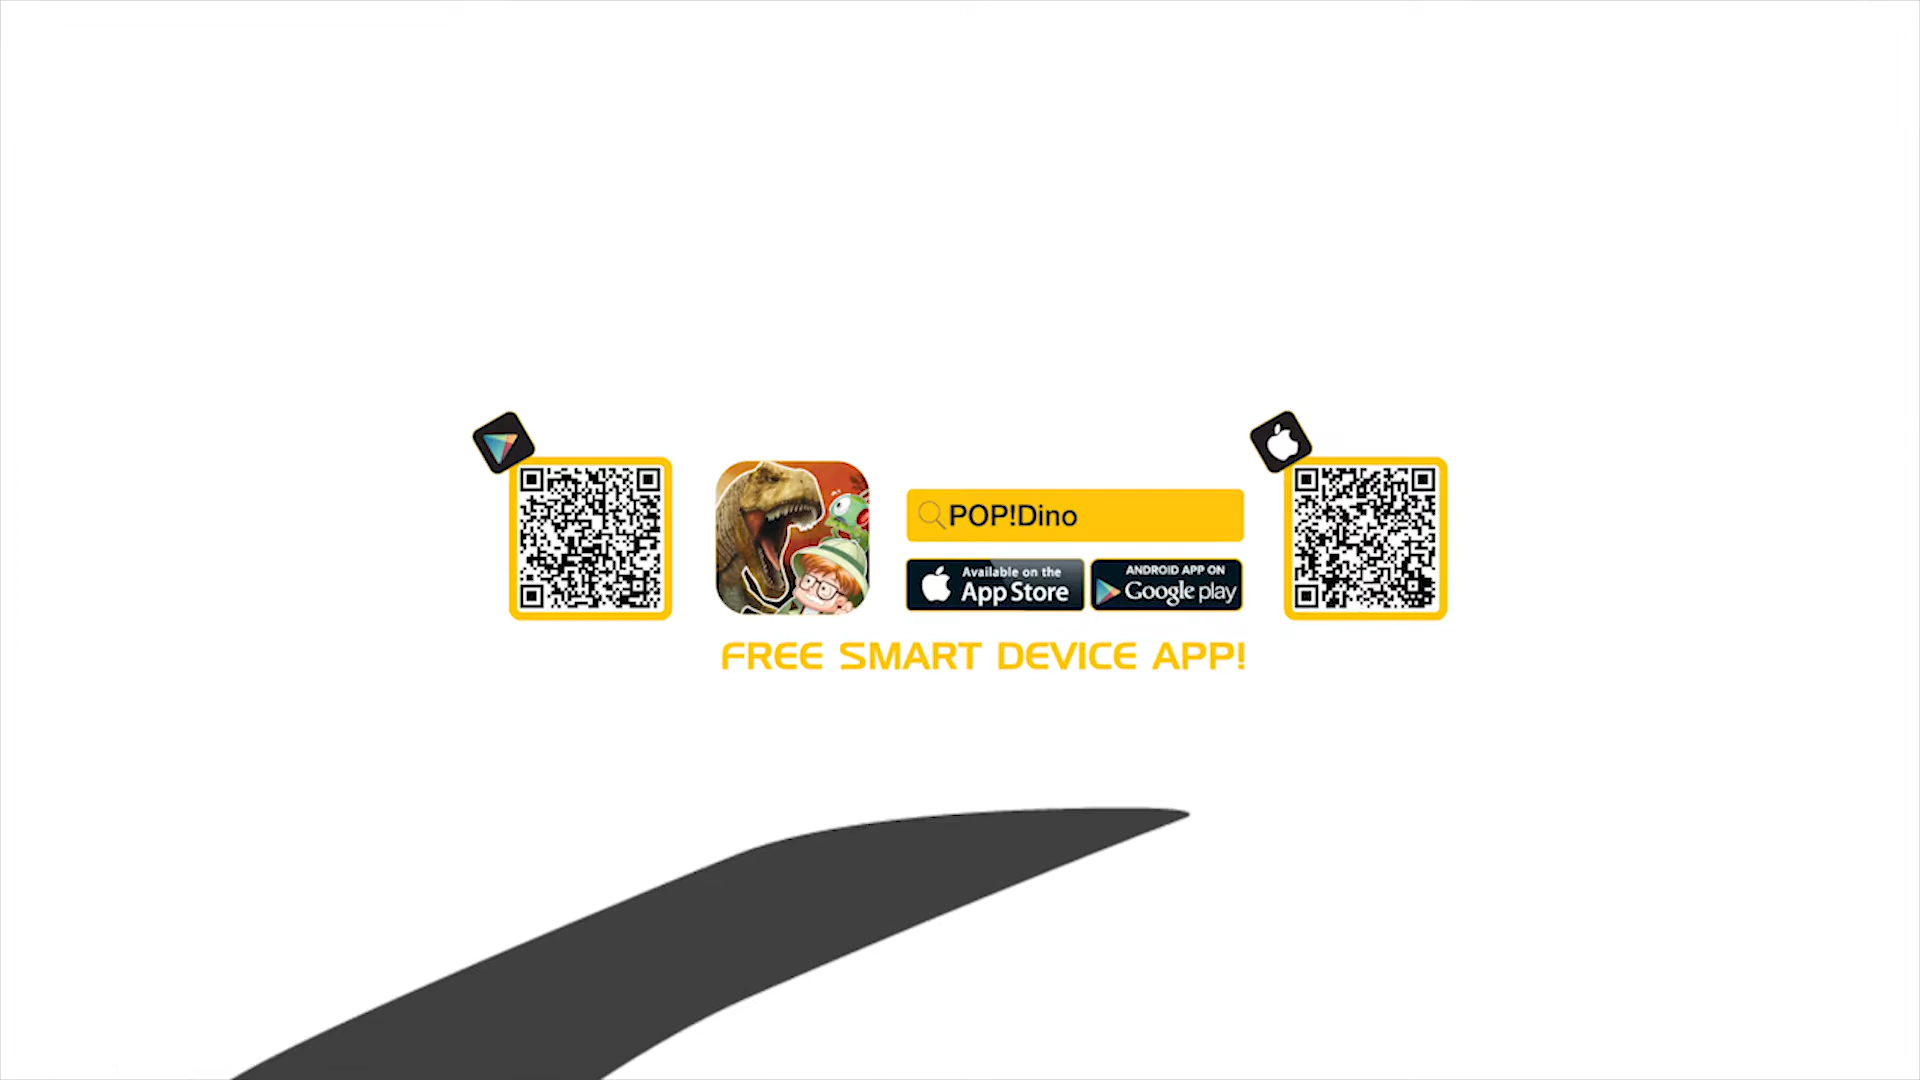 POP!Dino
Available on the
App Store
ANDROID APP ON
Google play
FREE SMART DEVICE APP!